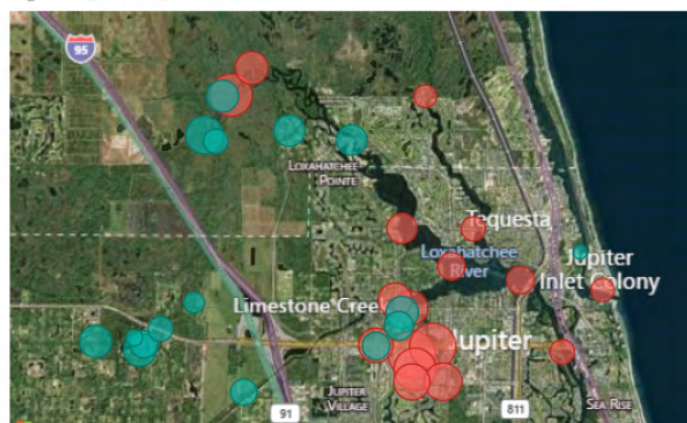 95
LOXAHATCHEE
POINTE
Tequesta
Loxahatchee
River
Jupiter
Inlet Colony
Limestone Cree
Jupiter
JUPITER
VILLAGE
91
811
SEA RISE